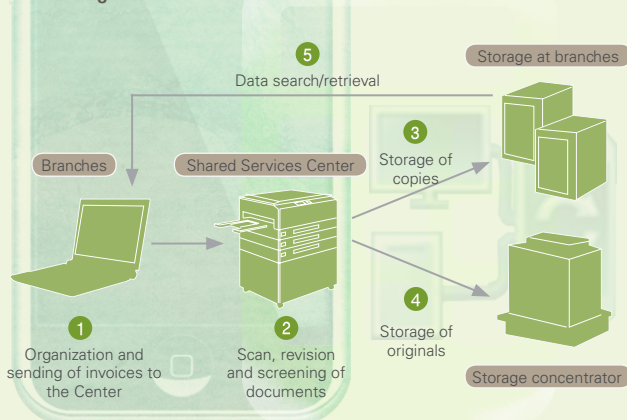 5
Data search/retrieval
Storage at branches
3
Storage of
copies
Branches
Shared Services Center
1
Organization and
sending of invoices to
the Center
2
Scan, revision
and screening of
documents
4
Storage of
originals
Storage concentrator